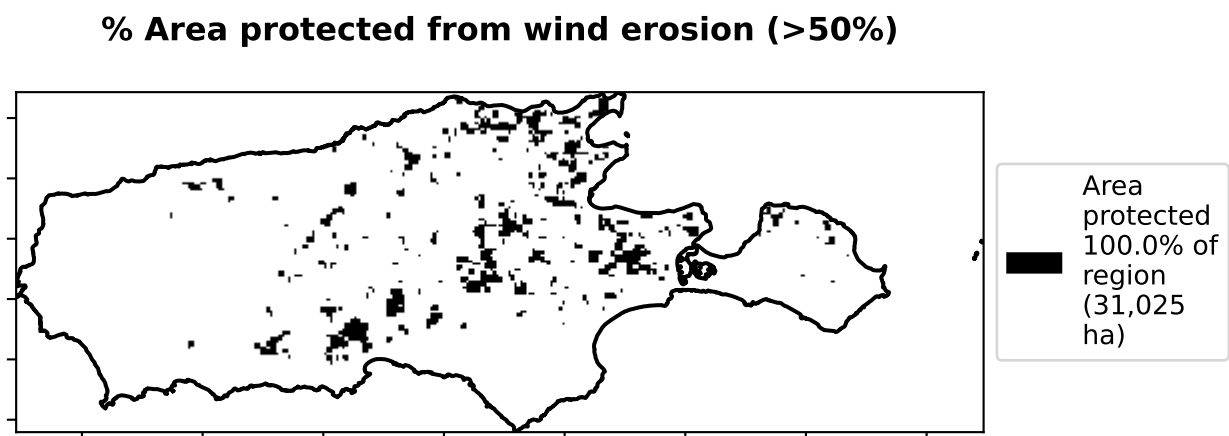 % Area protected from wind erosion (>50%)
Area
protected
100.0% of
region
(31,025
ha)